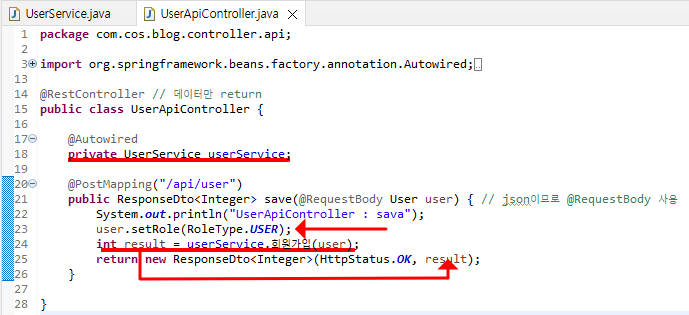 UserService.java UserApiController.java
1 package com.cos.blog.controller.api;
2
3 import org.springframework.beans.factory.annotation.Autowired;
13
14 @RestController // 데이터만 return
15 public class UserApiController {
16
17 @Autowired
18 private UserService userService;
19
20 @PostMapping("/api/user")
21 public ResponseDto<Integer> save(@RequestBody User user) { // json이므로 @RequestBody 사용
22 System.out.println("UserApiController : sava");
23 user.setRole(RoleType.USER);
24 int result = userService.회원가입(user);
25 return new ResponseDto<Integer>(HttpStatus.OK, result);
26 }
27
28 }